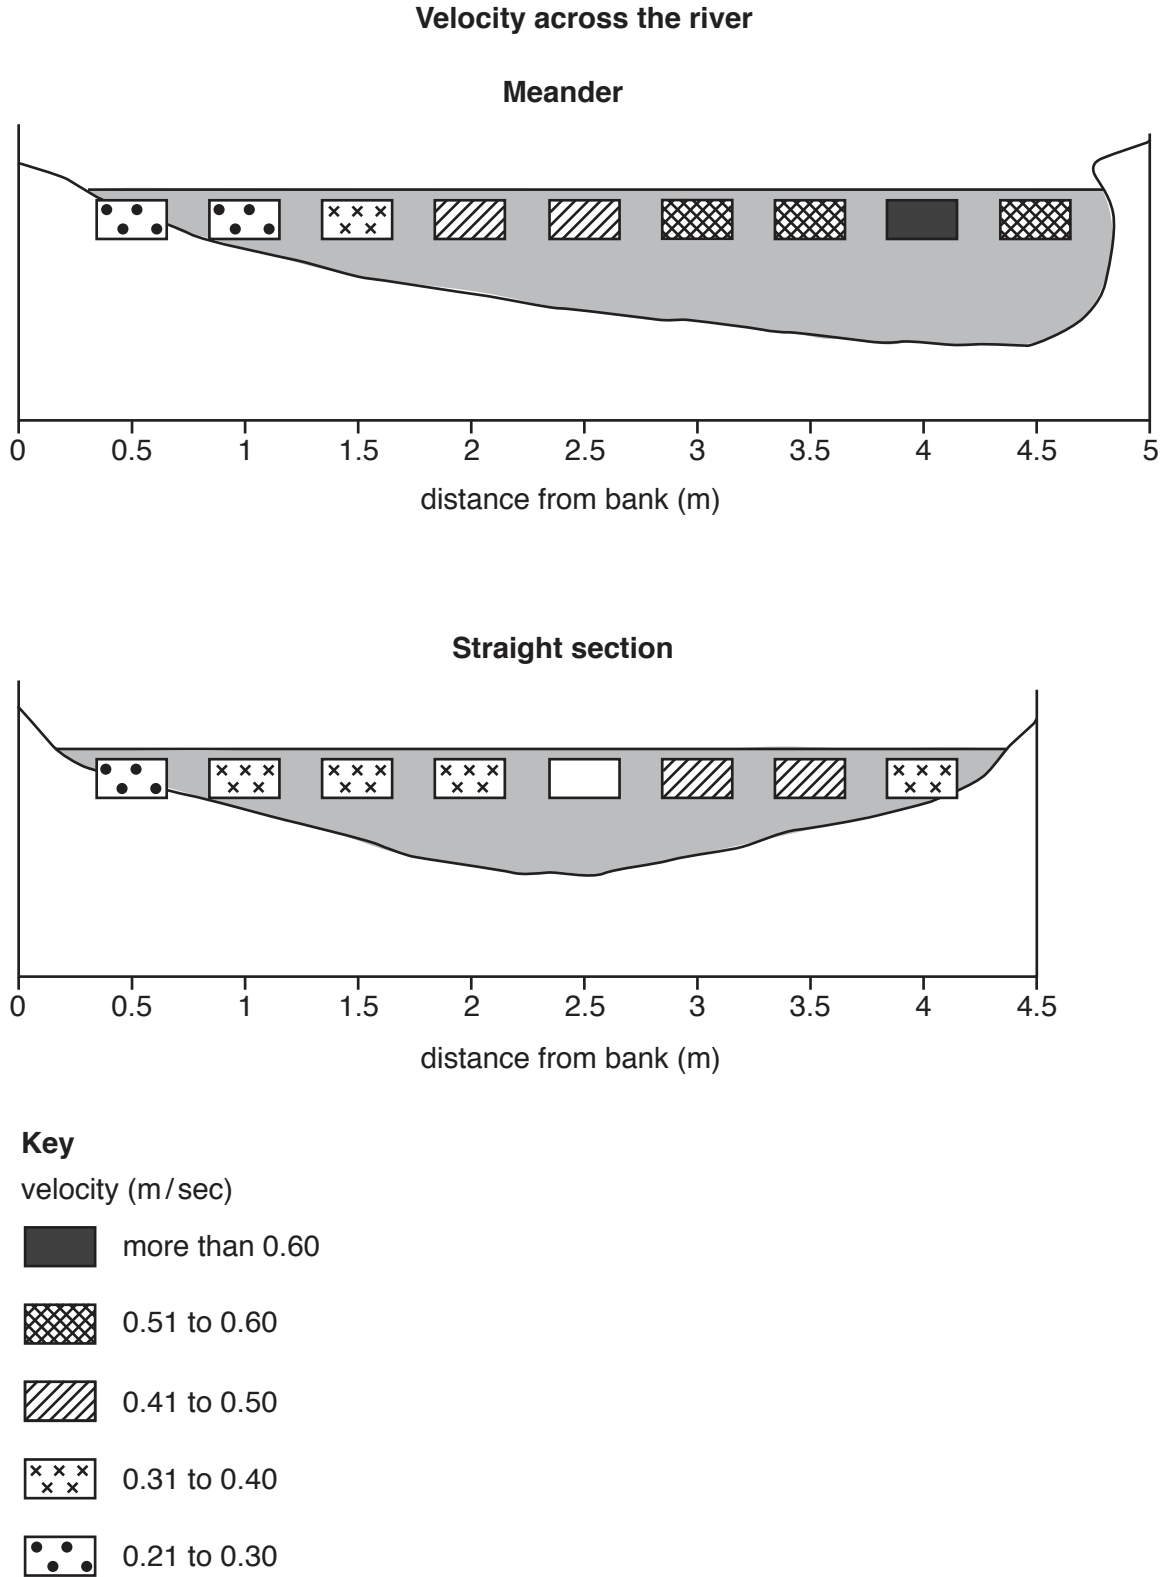 Velocity across the river
Meander
0 0.5 1 1.5 2 2.5 3 3.5 4 4.5 5
distance from bank (m)
Straight section
0 0.5 1 1.5 2 2.5 3 3.5 4 4.5
distance from bank (m)
Key
velocity (m/sec)
more than 0.60
0.51 to 0.60
0.41 to 0.50
0.31 to 0.40
0.21 to 0.30